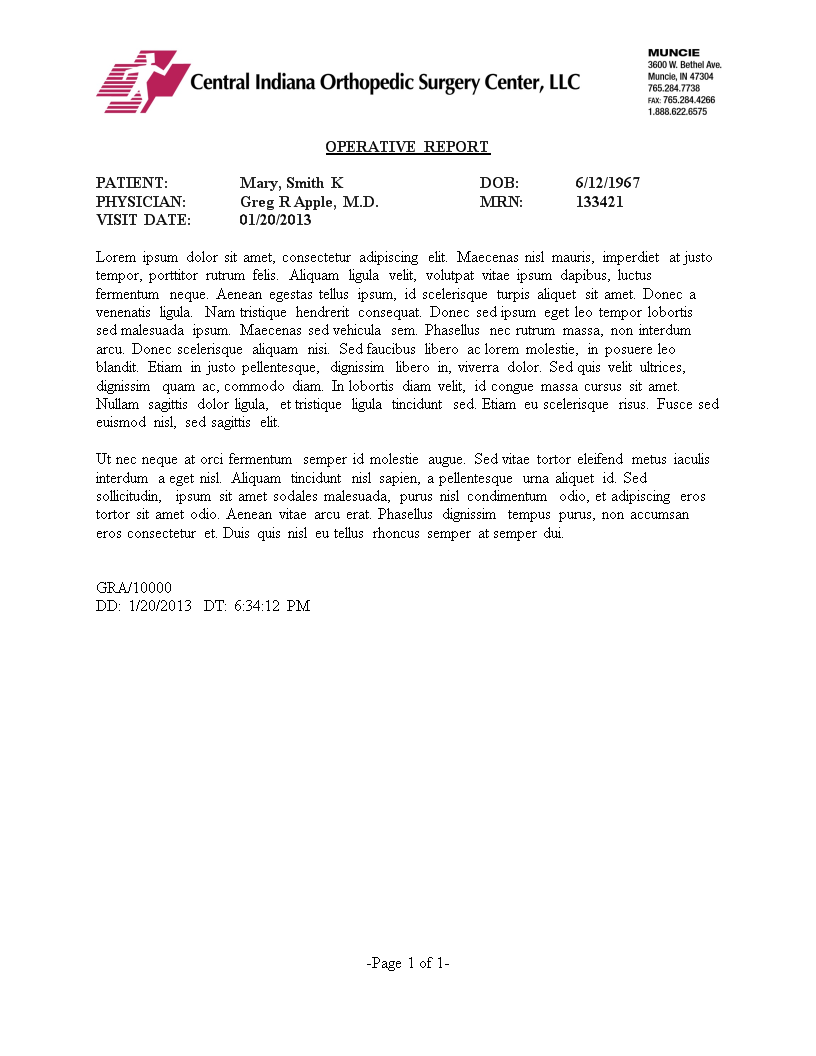 Central Indiana Orthopedic Surgery Center, LLC
MUNCIE
3600 W. Bethel Ave.
Muncie, IN 47304
765.284.7738
FAX: 765.284.4266
1.888.622.6575
OPERATIVE REPORT
PATIENT: Mary, Smith K DOB: 6/12/1967
PHYSICIAN: Greg R Apple, M.D. MRN: 133421
VISIT DATE: 01/20/2013
Lorem ipsum dolor sit amet, consectetur adipiscing elit. Maecenas nisl mauris, imperdiet at justo
tempor, porttitor rutrum felis. Aliquam ligula velit, volutpat vitae ipsum dapibus, luctus
fermentum neque. Aenean egestas tellus ipsum, id scelerisque turpis aliquet sit amet. Donec a
venenatis ligula. Nam tristique hendrerit consequat. Donec sed ipsum eget leo tempor lobortis
sed malesuada ipsum. Maecenas sed vehicula sem. Phasellus nec rutrum massa, non interdum
arcu. Donec scelerisque aliquam nisi. Sed faucibus libero ac lorem molestie, in posuere leo
blandit. Etiam in justo pellentesque, dignissim libero in, viverra dolor. Sed quis velit ultrices,
dignissim quam ac, commodo diam. In lobortis diam velit, id congue massa cursus sit amet.
Nullam sagittis dolor ligula, et tristique ligula tincidunt sed. Etiam eu scelerisque risus. Fusce sed
euismod nisl, sed sagittis elit.
Ut nec neque at orci fermentum semper id molestie augue. Sed vitae tortor eleifend metus iaculis
interdum a eget nisl. Aliquam tincidunt nisl sapien, a pellentesque urna aliquet id. Sed
sollicitudin, ipsum sit amet sodales malesuada, purus nisl condimentum odio, et adipiscing eros
tortor sit amet odio. Aenean vitae arcu erat. Phasellus dignissim tempus purus, non accumsan
eros consectetur et. Duis quis nisl eu tellus rhoncus semper at semper dui.
GRA/10000
DD: 1/20/2013 DT: 6:34:12 PM
-Page 1 of 1-